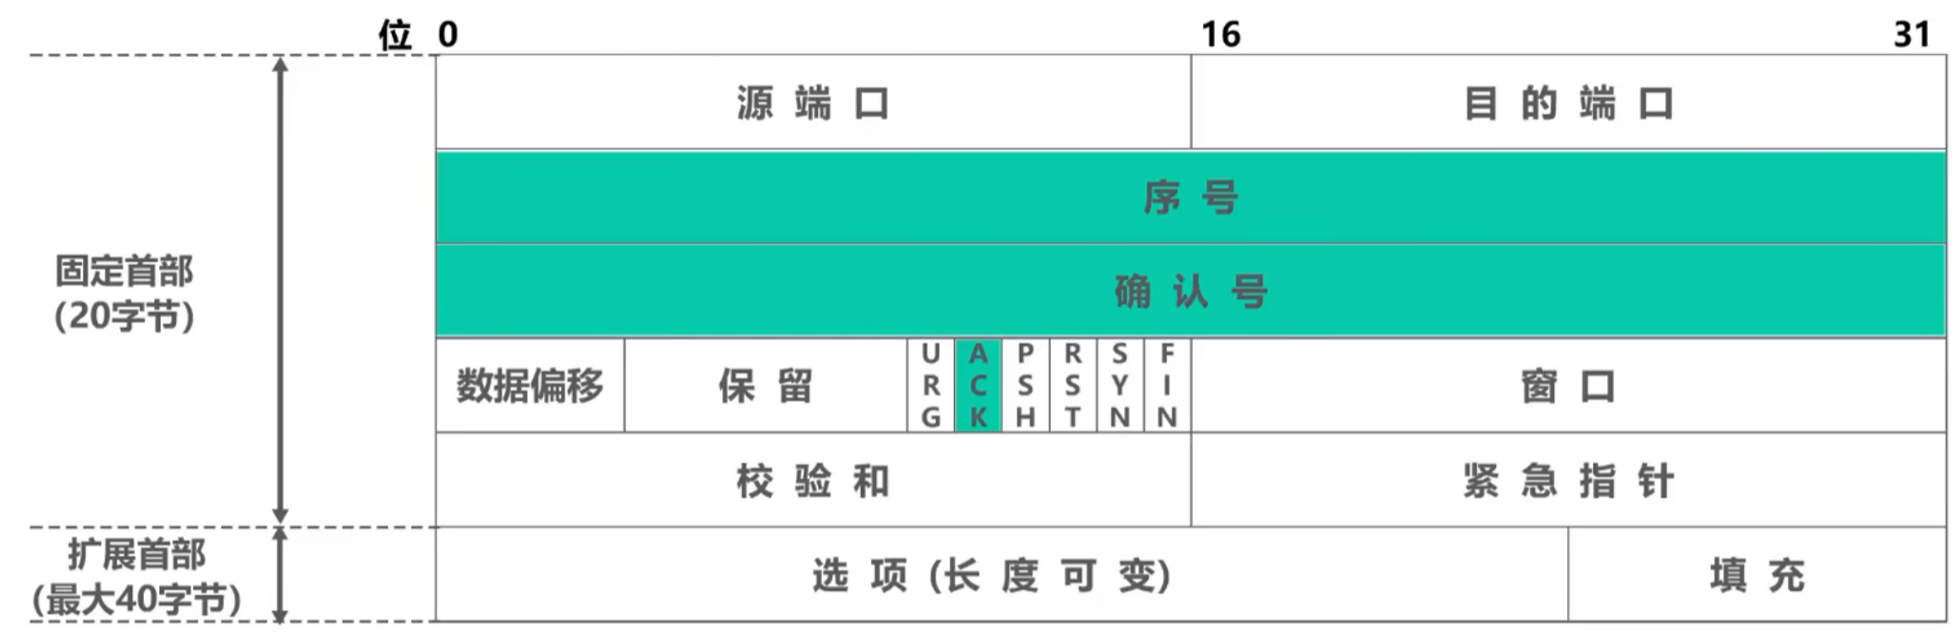 位 0 16 31
源端口 目的端口
序号
确认号
固定首部
(20字节)
数据偏移 保留 URG ACK PSH RST SYN FIN 窗口
校验和 紧急指针
扩展首部
(最大40字节)
选项(长度可变) 填充